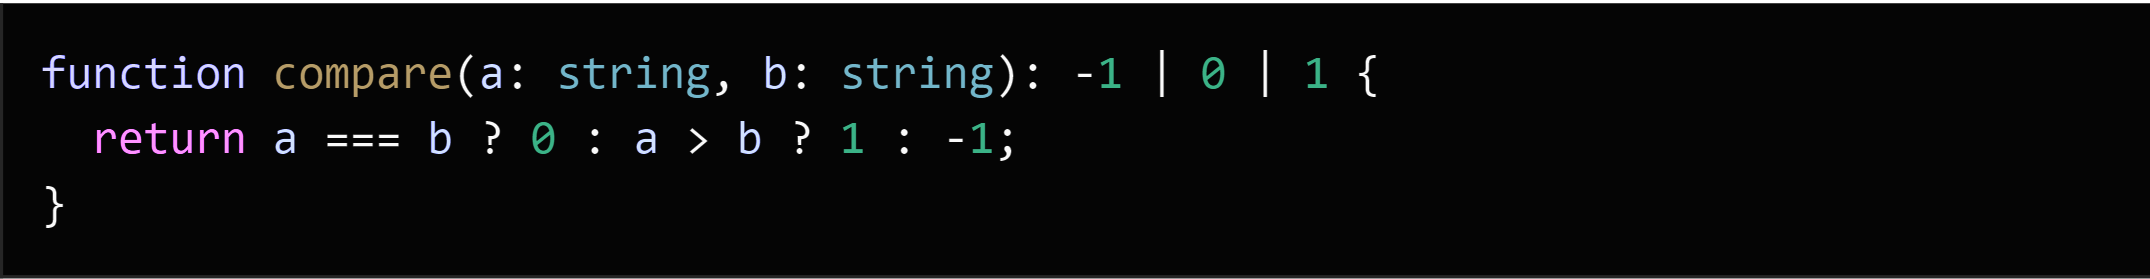 function compare(a: string, b: string): -1 | 0 | 1 {
  return a === b ? 0 : a > b ? 1 : -1;
}